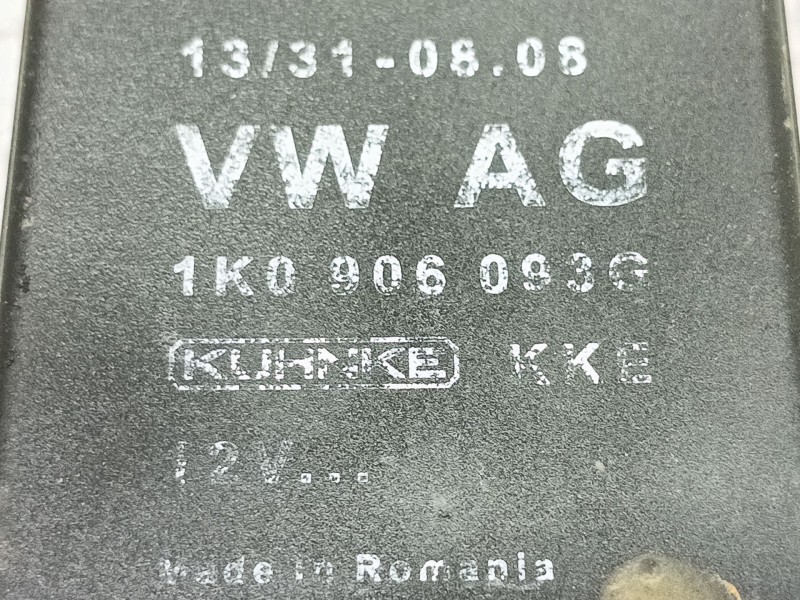 13/31-08.08
VW AG
1K0 906 093G
KUHNKE KKE
12V...
Made in Romania